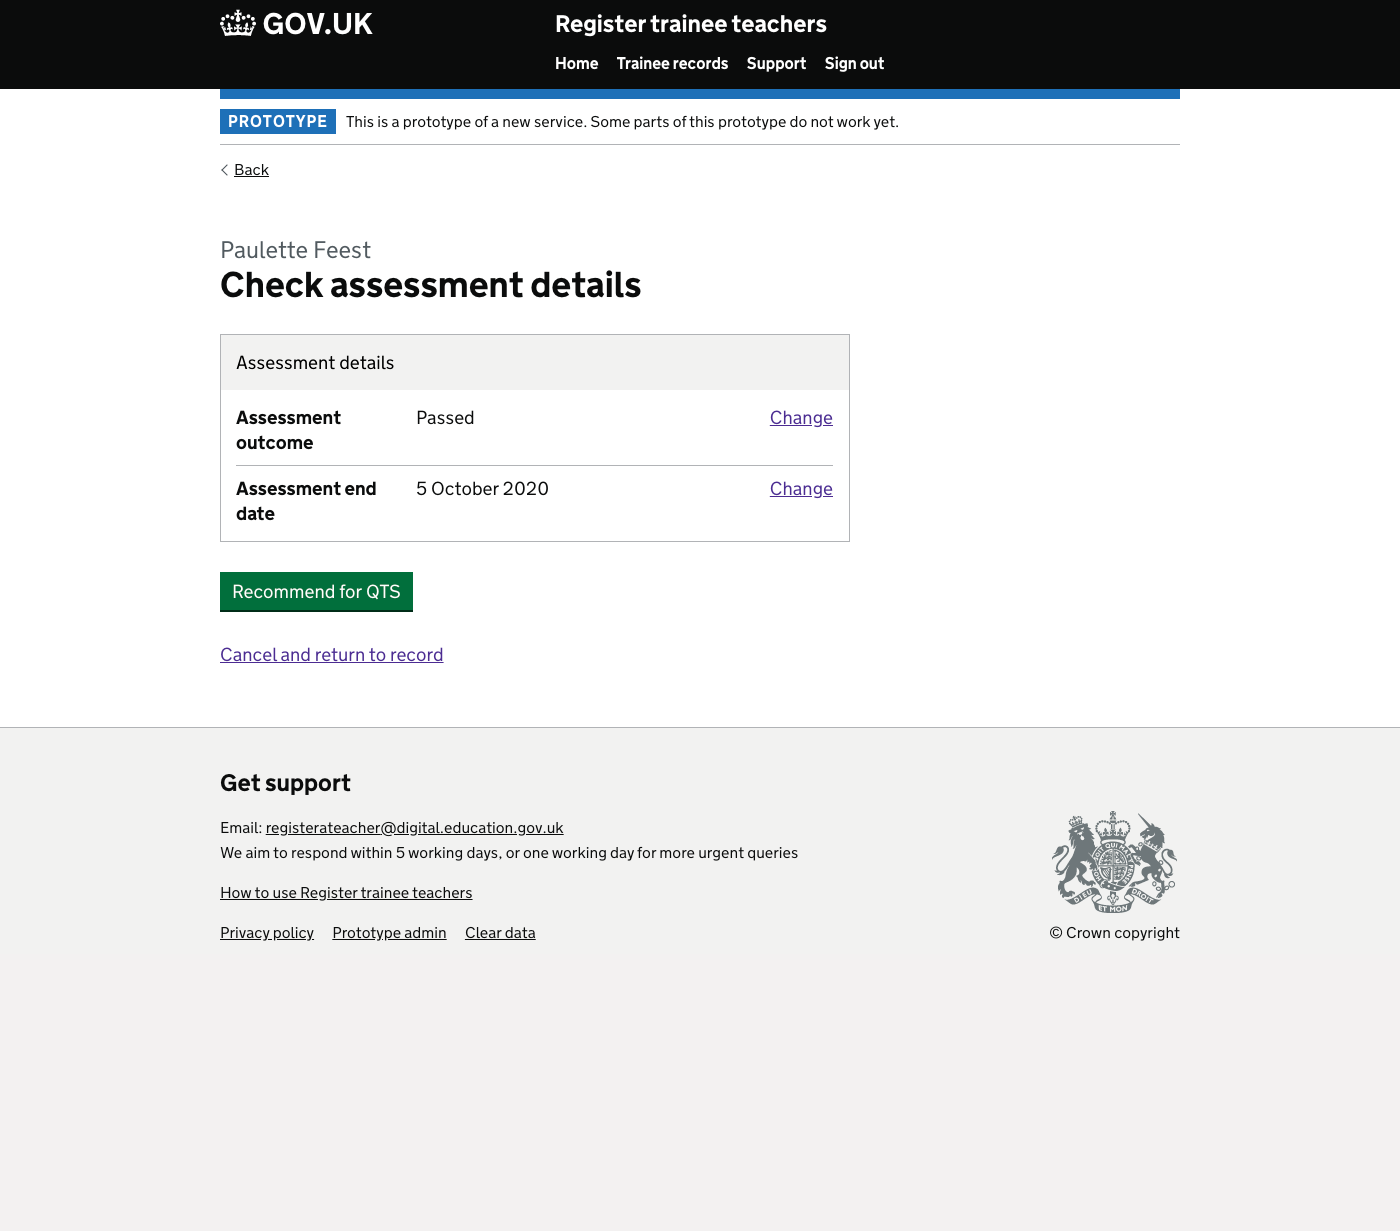 GOV.UK
Register trainee teachers
Home Trainee records Support Sign out
PROTOTYPE This is a prototype of a new service. Some parts of this prototype do not work yet.
Back
Paulette Feest
Check assessment details
Assessment details
Assessment outcome Passed Change
Assessment end date 5 October 2020 Change
Recommend for QTS
Cancel and return to record
Get support
Email: registerateacher@digital.education.gov.uk
We aim to respond within 5 working days, or one working day for more urgent queries
How to use Register trainee teachers
Privacy policy Prototype admin Clear data
DIEU ET MON DROIT
© Crown copyright